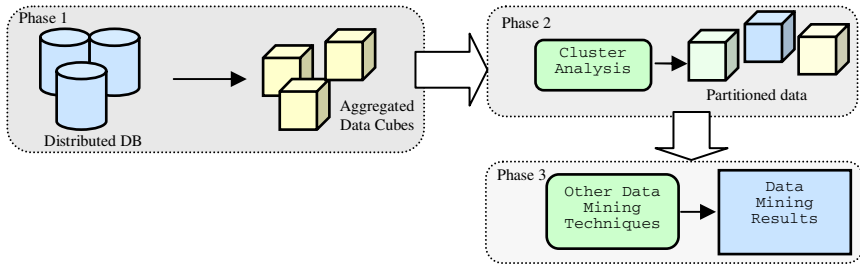 Phase 1
Distributed DB
Aggregated
Data Cubes
Phase 2
Cluster
Analysis
Partitioned data
Phase 3
Other Data
Mining
Techniques
Data
Mining
Results